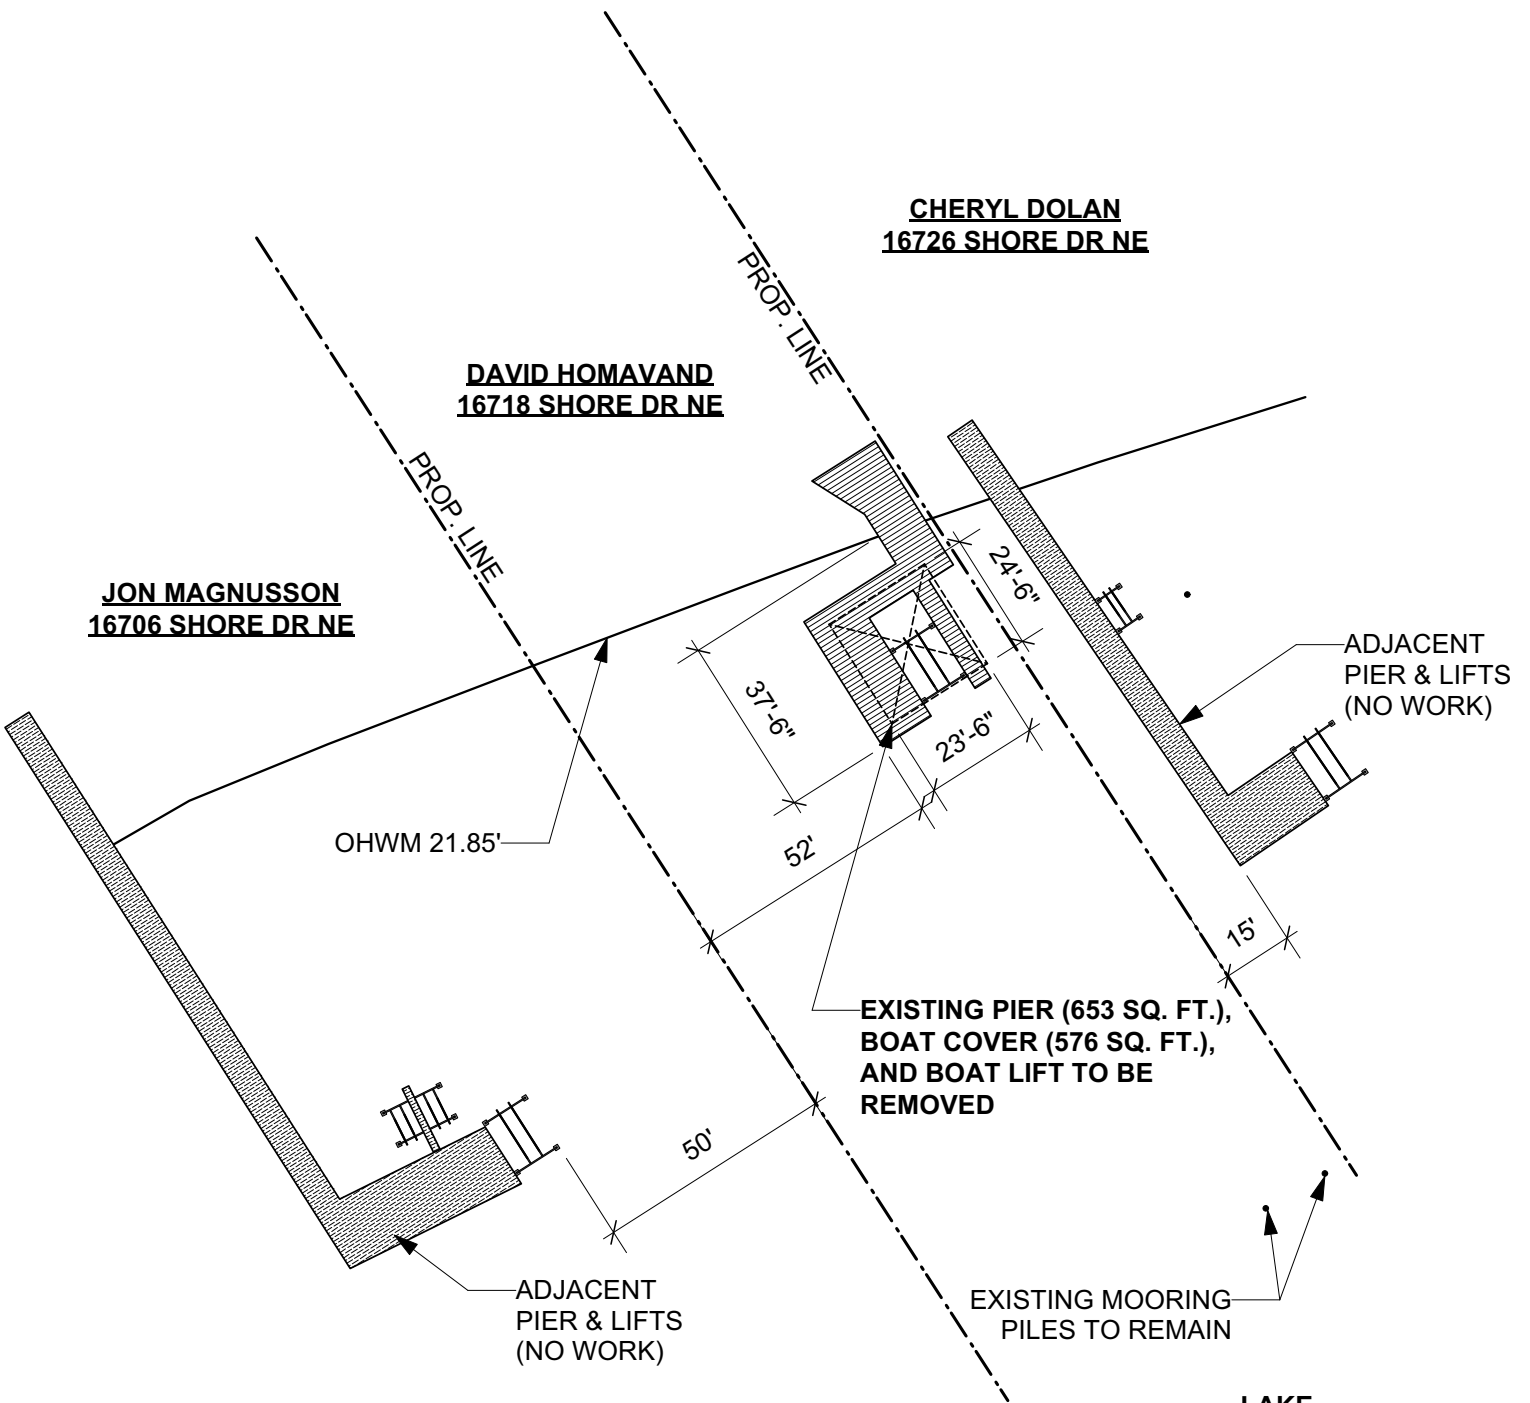 CHERYL DOLAN
16726 SHORE DR NE
PROP. LINE
DAVID HOMAVAND
16718 SHORE DR NE
PROP. LINE
JON MAGNUSSON
16706 SHORE DR NE
24'-6"
ADJACENT
PIER & LIFTS
(NO WORK)
37'-6"
23'-6"
OHWM 21.85'
52'
15'
EXISTING PIER (653 SQ. FT.),
BOAT COVER (576 SQ. FT.),
AND BOAT LIFT TO BE
REMOVED
50'
ADJACENT
PIER & LIFTS
(NO WORK)
EXISTING MOORING
PILES TO REMAIN
LAKE